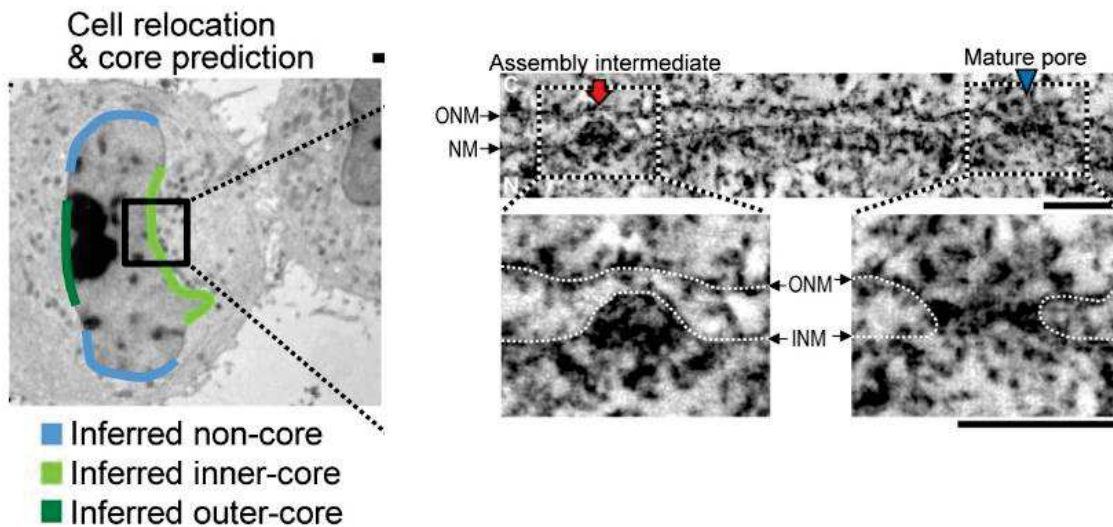 Cell relocation
& core prediction
Inferred non-core
Inferred inner-core
Inferred outer-core
Assembly intermediate
Mature pore
C
ONM
NM
N
ONM
INM